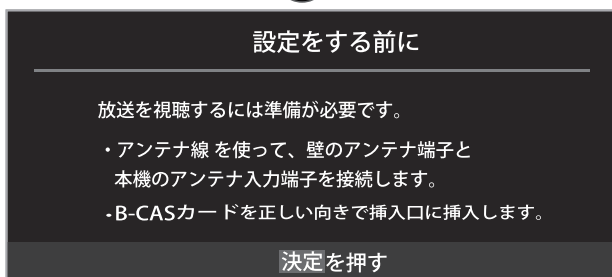 設定をする前に
放送を視聴するには準備が必要です。
・アンテナ線 を使って、壁のアンテナ端子と
本機のアンテナ入力端子を接続します。
・B-CASカードを正しい向きで挿入口に挿入します。
決定を押す